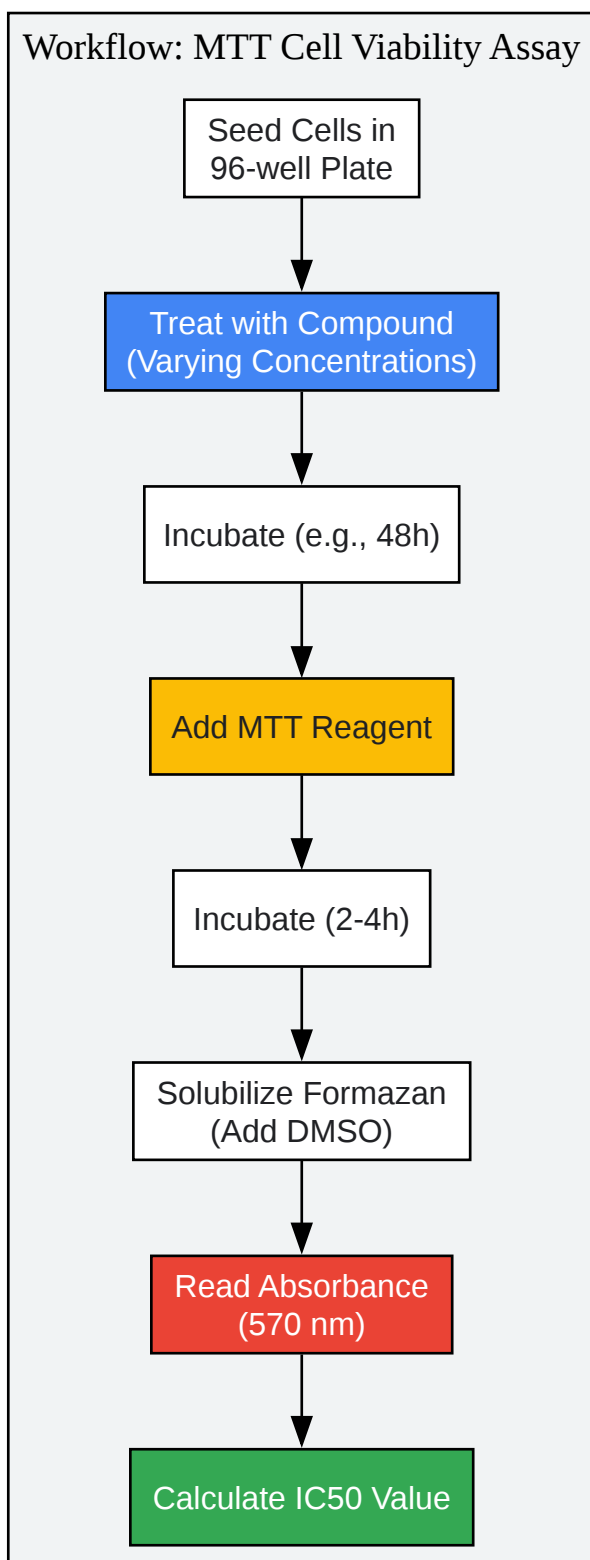 Workflow: MTT Cell Viability Assay
Seed Cells in
96-well Plate
Treat with Compound
(Varying Concentrations)
Incubate (e.g., 48h)
Add MTT Reagent
Incubate (2-4h)
Solubilize Formazan
(Add DMSO)
Read Absorbance
(570 nm)
Calculate IC50 Value